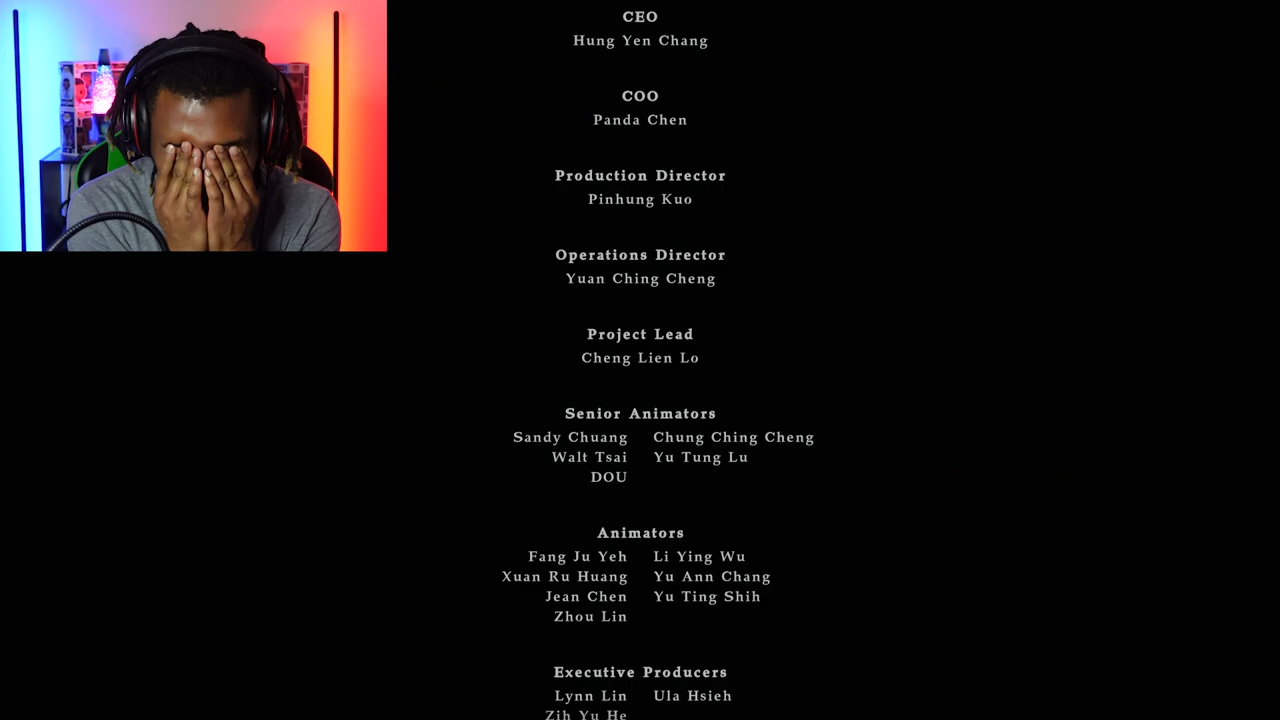 CEO
Hung Yen Chang
COO
Panda Chen
Production Director
Pinhung Kuo
Operations Director
Yuan Ching Cheng
Project Lead
Cheng Lien Lo
Senior Animators
Sandy Chuang Chung Ching Cheng
Walt Tsai Yu Tung Lu
DOU
Animators
Fang Ju Yeh Li Ying Wu
Xuan Ru Huang Yu Ann Chang
Jean Chen Yu Ting Shih
Zhou Lin
Executive Producers
Lynn Lin Ula Hsieh
Zih Yu He